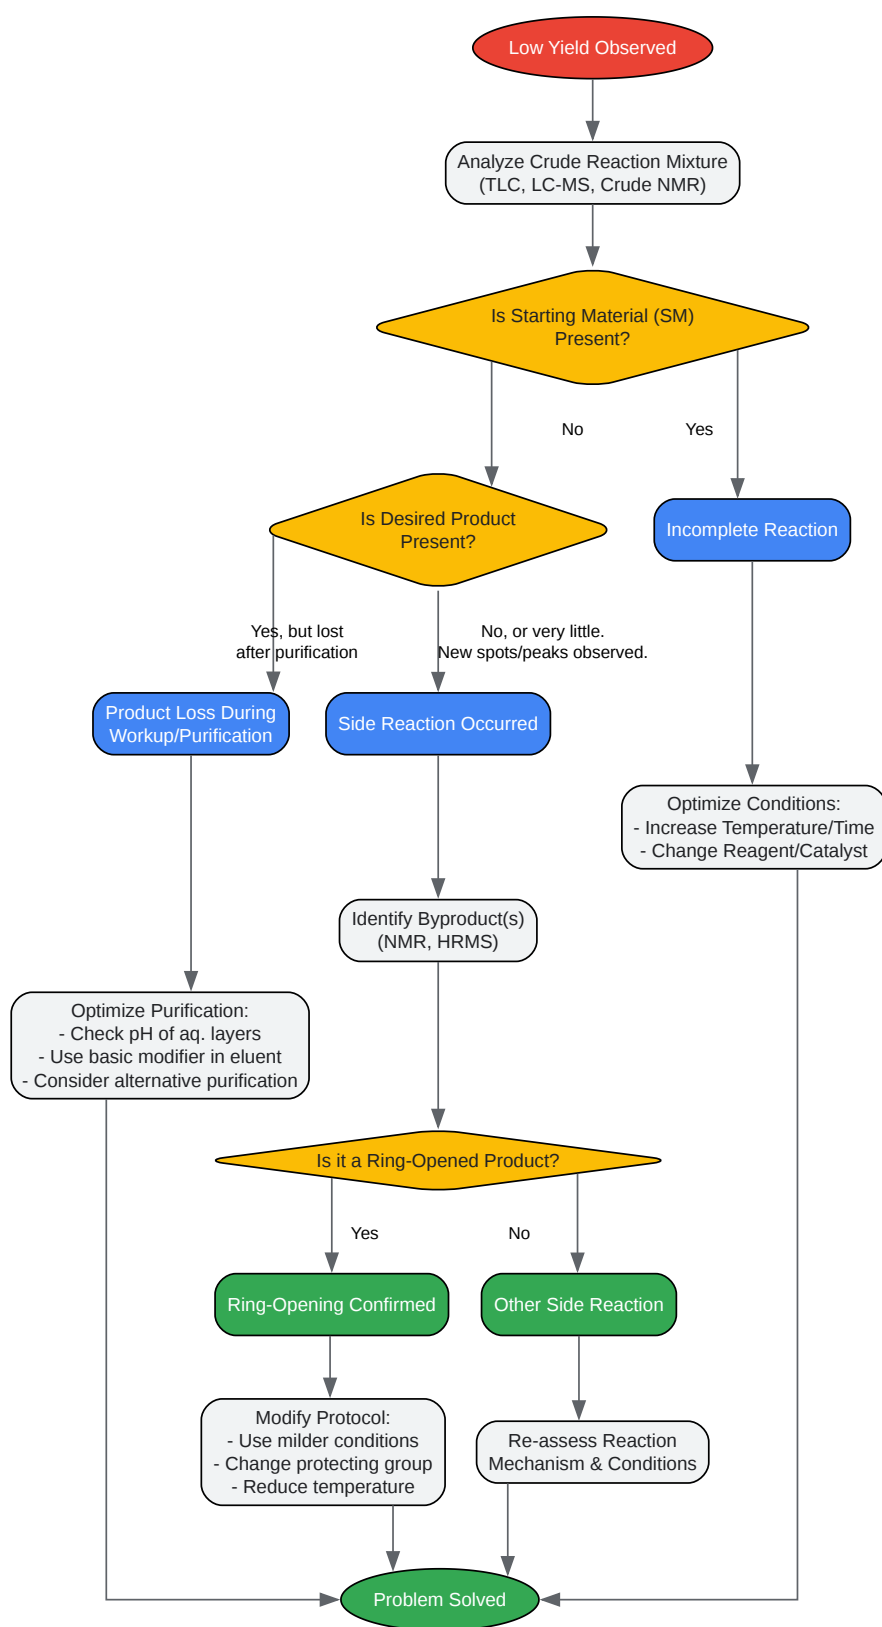 Low Yield Observed
Analyze Crude Reaction Mixture
(TLC, LC-MS, Crude NMR)
Is Starting Material (SM)
Present?
No
Yes
Is Desired Product
Present?
Incomplete Reaction
Yes, but lost
after purification
No, or very little.
New spots/peaks observed.
Product Loss During
Workup/Purification
Side Reaction Occurred
Optimize Conditions:
- Increase Temperature/Time
- Change Reagent/Catalyst
Identify Byproduct(s)
(NMR, HRMS)
Optimize Purification:
- Check pH of aq. layers
- Use basic modifier in eluent
- Consider alternative purification
Is it a Ring-Opened Product?
Yes
No
Ring-Opening Confirmed
Other Side Reaction
Modify Protocol:
- Use milder conditions
- Change protecting group
- Reduce temperature
Re-assess Reaction
Mechanism & Conditions
Problem Solved